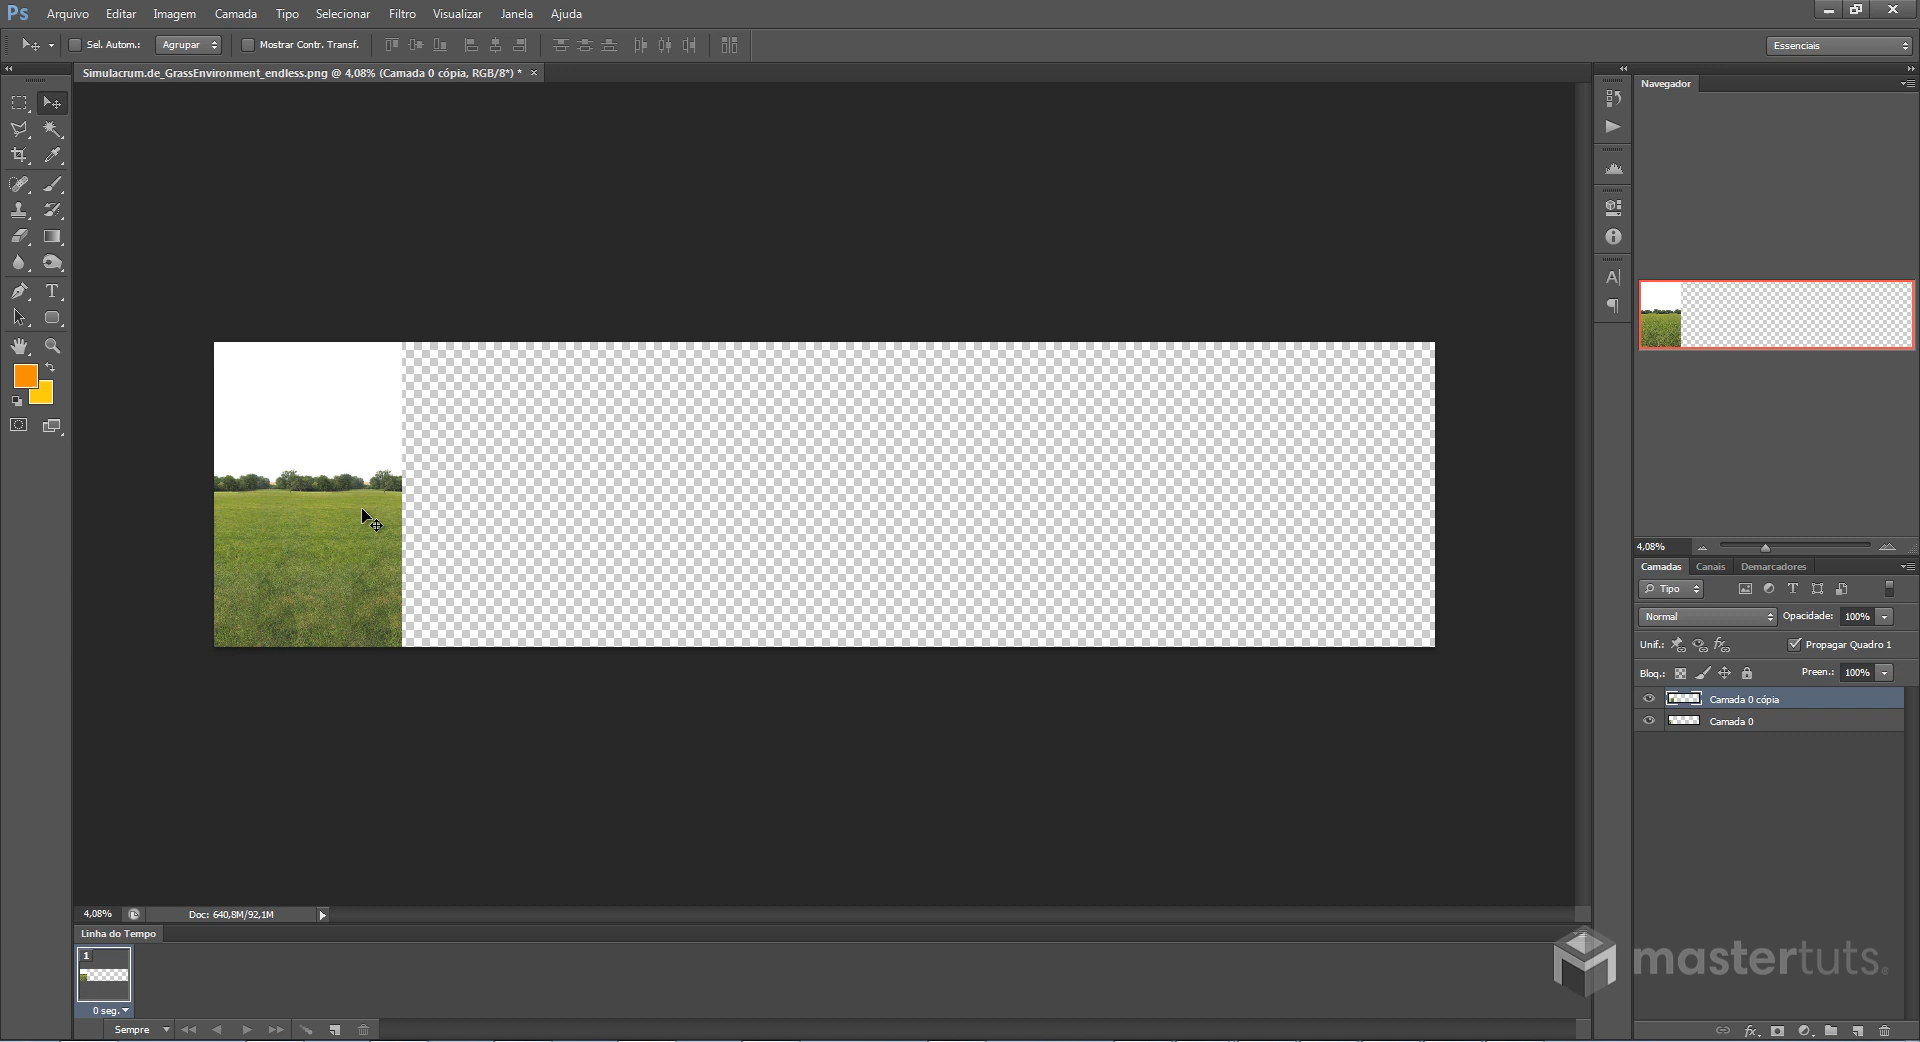 Ps Arquivo Editar Imagem Camada Tipo Selecionar Filtro Visualizar Janela Ajuda
Sel. Autom.: Agrupar Mostrar Contr. Transf. Essenciais
Simulacrum.de_GrassEnvironment_endless.png @ 4,08% (Camada 0 cópia, RGB/8*) * ×
Navegador
4,08%
Camadas Canais Demarcadores
Tipo
Normal Opacidade: 100%
Unif.: Propagar Quadro 1
Bloq.: Preen.: 100%
Camada 0 cópia
Camada 0
4,08% Doc: 640,8M/92,1M
Linha do Tempo
1
0 seg.
Sempre
mastertuts